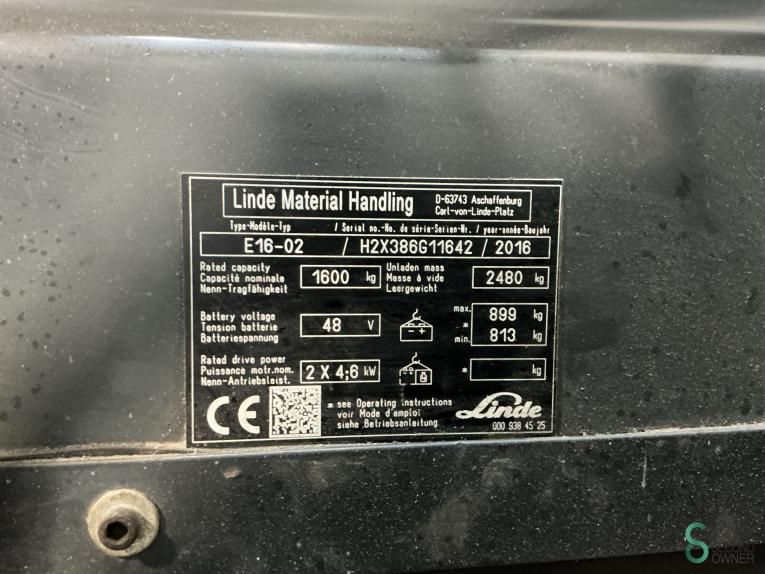 Linde Material Handling
D-63743 Aschaffenburg
Carl-von-Linde-Platz
Type-Modèle-Typ / Serial no.-No. de série-Serien-Nr. / year-année-Baujahr
E16-02 / H2X386G11642 / 2016
Rated capacity
Capacité nominale
Nenn-Tragfähigkeit
1600 kg
Unladen mass
Masse à vide
Leergewicht
2480 kg
Battery voltage
Tension batterie
Batteriespannung
48 V
max. 899 kg
*
min. 813 kg
Rated drive power
Puissance motr.nom.
Nenn-Antriebsleist.
2 X 4,6 kW
* kg
CE
* see Operating instructions
voir Mode d'emploi
siehe Betriebsanleitung
Linde
000 938 45 25
SECOND
OWNER